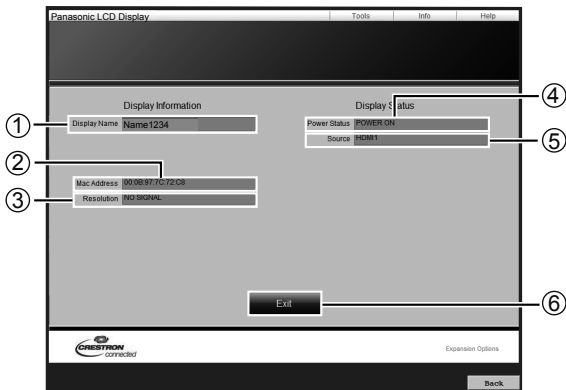 Panasonic LCD Display Tools Info Help
Display Information Display Status
① Display Name Name1234
Power Status POWER ON ④
Source HDMI1 ⑤
②
Mac Address 00:0B:97:7C:72:C8
③ Resolution NO SIGNAL
Exit ⑥
CRESTRON connected
Expansion Options
Back